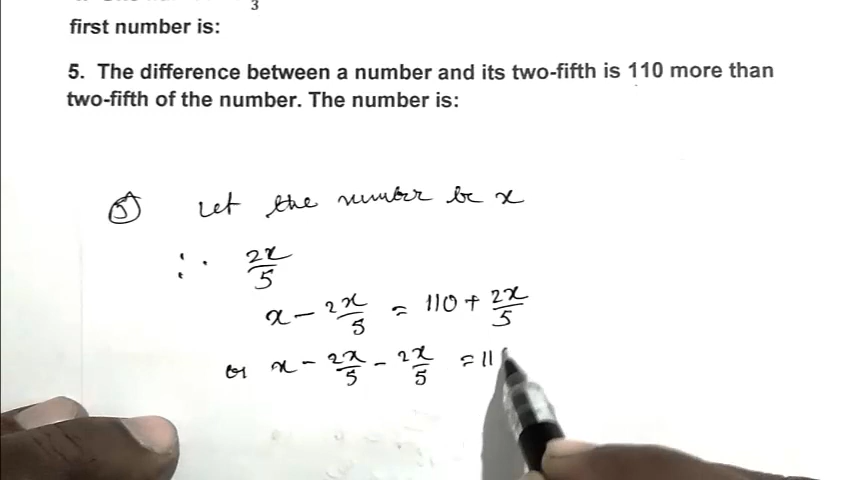 3
first number is:
5. The difference between a number and its two-fifth is 110 more than
two-fifth of the number. The number is:
5 Let the number be x
∴ 2x/5
x - 2x/5 = 110 + 2x/5
or x - 2x/5 - 2x/5 = 11